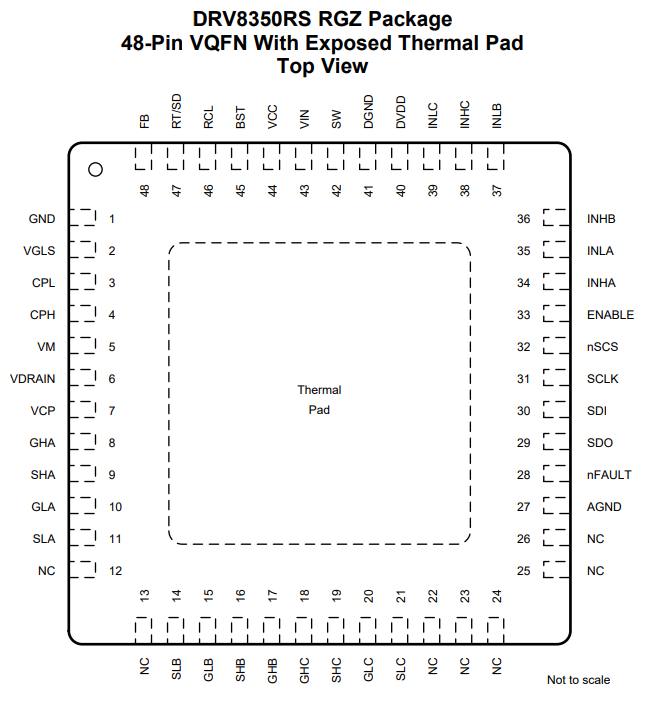 DRV8350RS RGZ Package
48-Pin VQFN With Exposed Thermal Pad
Top View
FB RT/SD RCL BST VCC VIN SW DGND DVDD INLC INHC INLB
48 47 46 45 44 43 42 41 40 39 38 37
GND 1 36 INHB
VGLS 2 35 INLA
CPL 3 34 INHA
CPH 4 33 ENABLE
VM 5 32 nSCS
VDRAIN 6 31 SCLK
VCP 7 30 SDI
GHA 8 29 SDO
SHA 9 28 nFAULT
GLA 10 27 AGND
SLA 11 26 NC
NC 12 25 NC
Thermal
Pad
13 14 15 16 17 18 19 20 21 22 23 24
NC SLB GLB SHB GHB GHC SHC GLC SLC NC NC NC
Not to scale